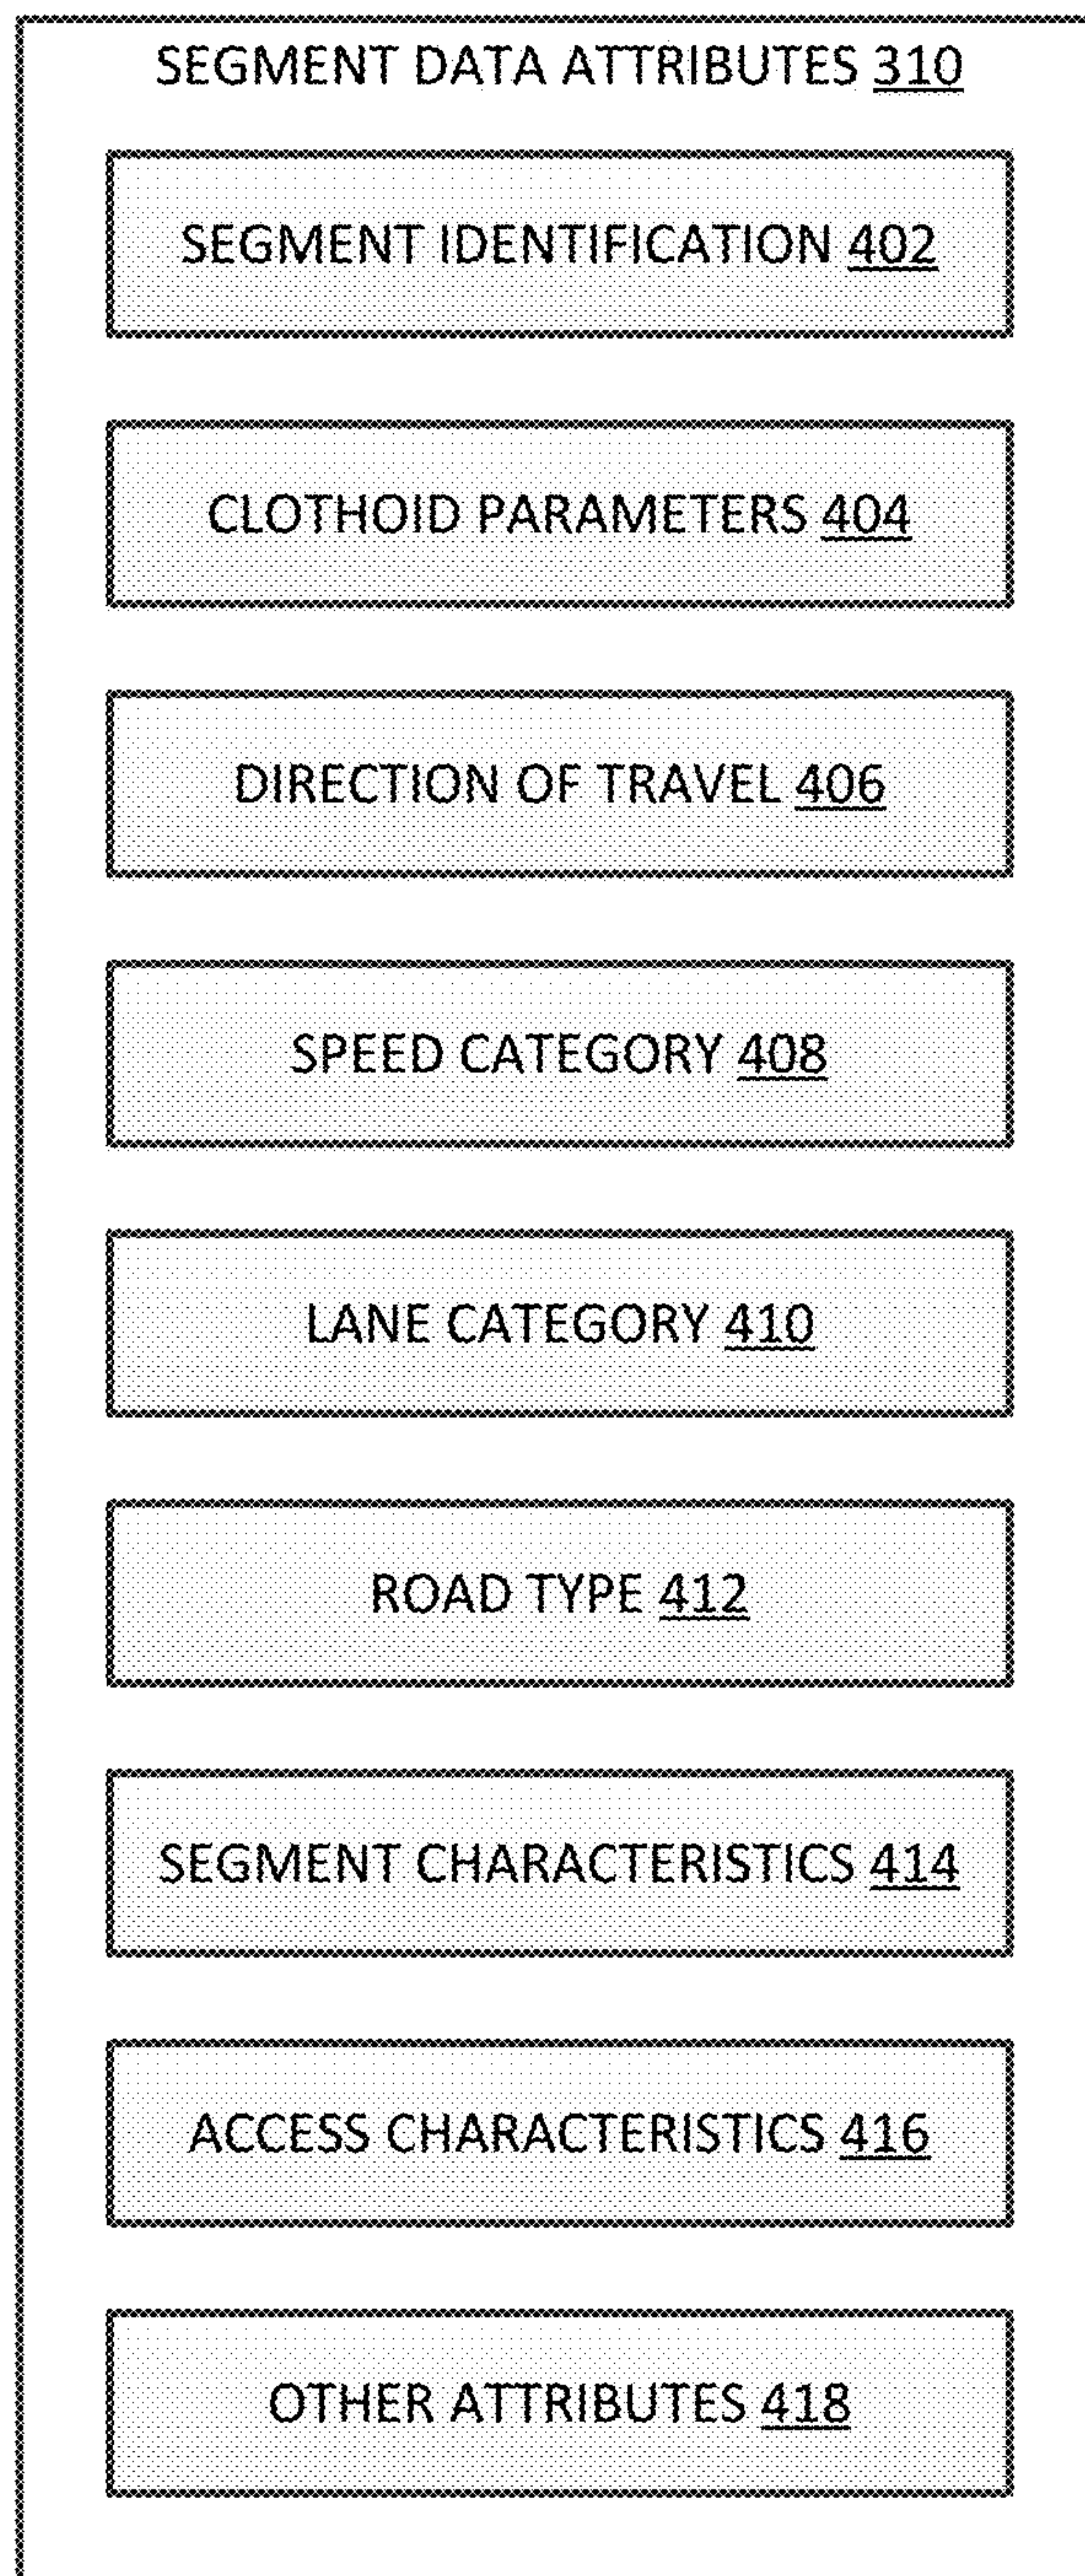 SEGMENT DATA ATTRIBUTES 310
SEGMENT IDENTIFICATION 402
CLOTHOID PARAMETERS 404
DIRECTION OF TRAVEL 406
SPEED CATEGORY 408
LANE CATEGORY 410
ROAD TYPE 412
SEGMENT CHARACTERISTICS 414
ACCESS CHARACTERISTICS 416
OTHER ATTRIBUTES 418